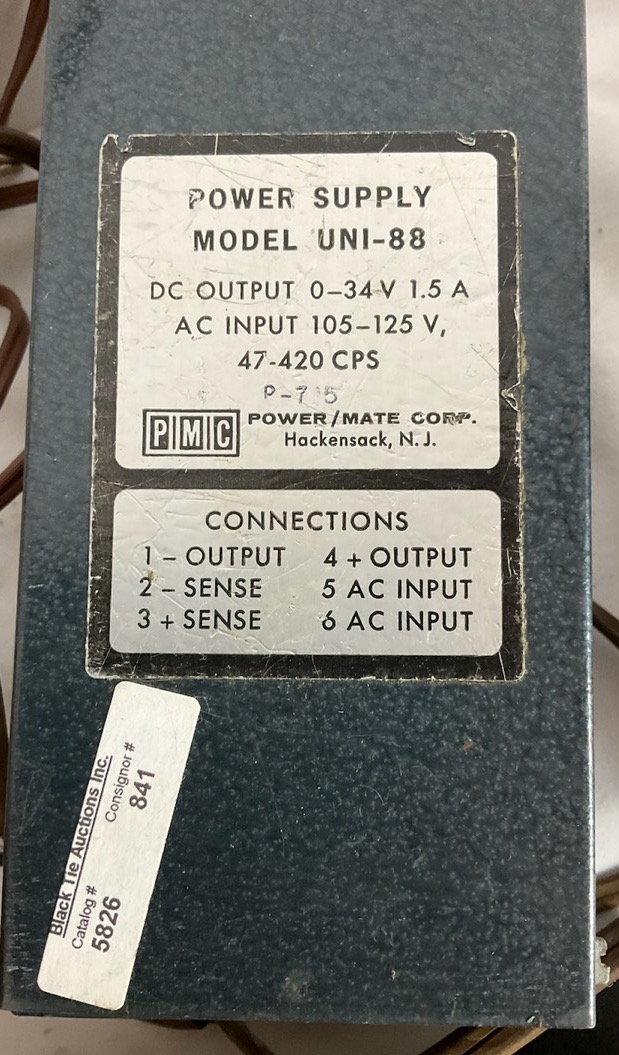 POWER SUPPLY
MODEL UNI-88
DC OUTPUT 0-34 V 1.5 A
AC INPUT 105-125 V,
47-420 CPS
PMC
POWER/MATE CORP.
Hackensack, N.J.
CONNECTIONS
1 - OUTPUT 4 + OUTPUT
2 - SENSE 5 AC INPUT
3 + SENSE 6 AC INPUT
Black Tie Auctions Inc.
Catalog # Consignor #
5826 841